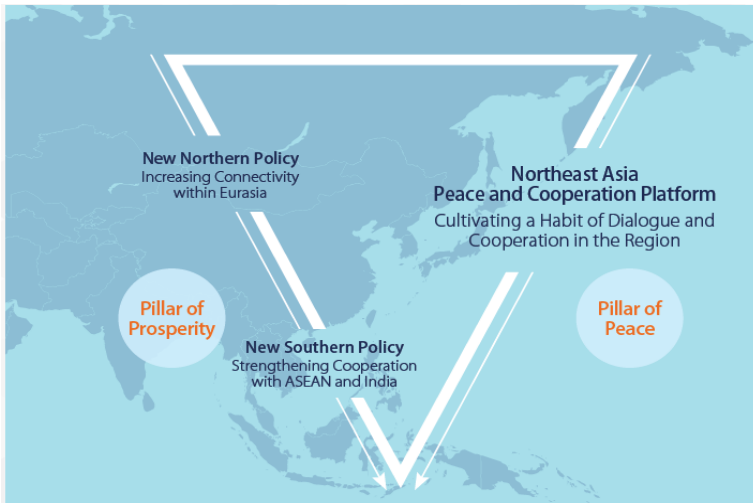 New Northern Policy
Increasing Connectivity
within Eurasia
Northeast Asia
Peace and Cooperation Platform
Cultivating a Habit of Dialogue and
Cooperation in the Region
Pillar of
Prosperity
Pillar of
Peace
New Southern Policy
Strengthening Cooperation
with ASEAN and India